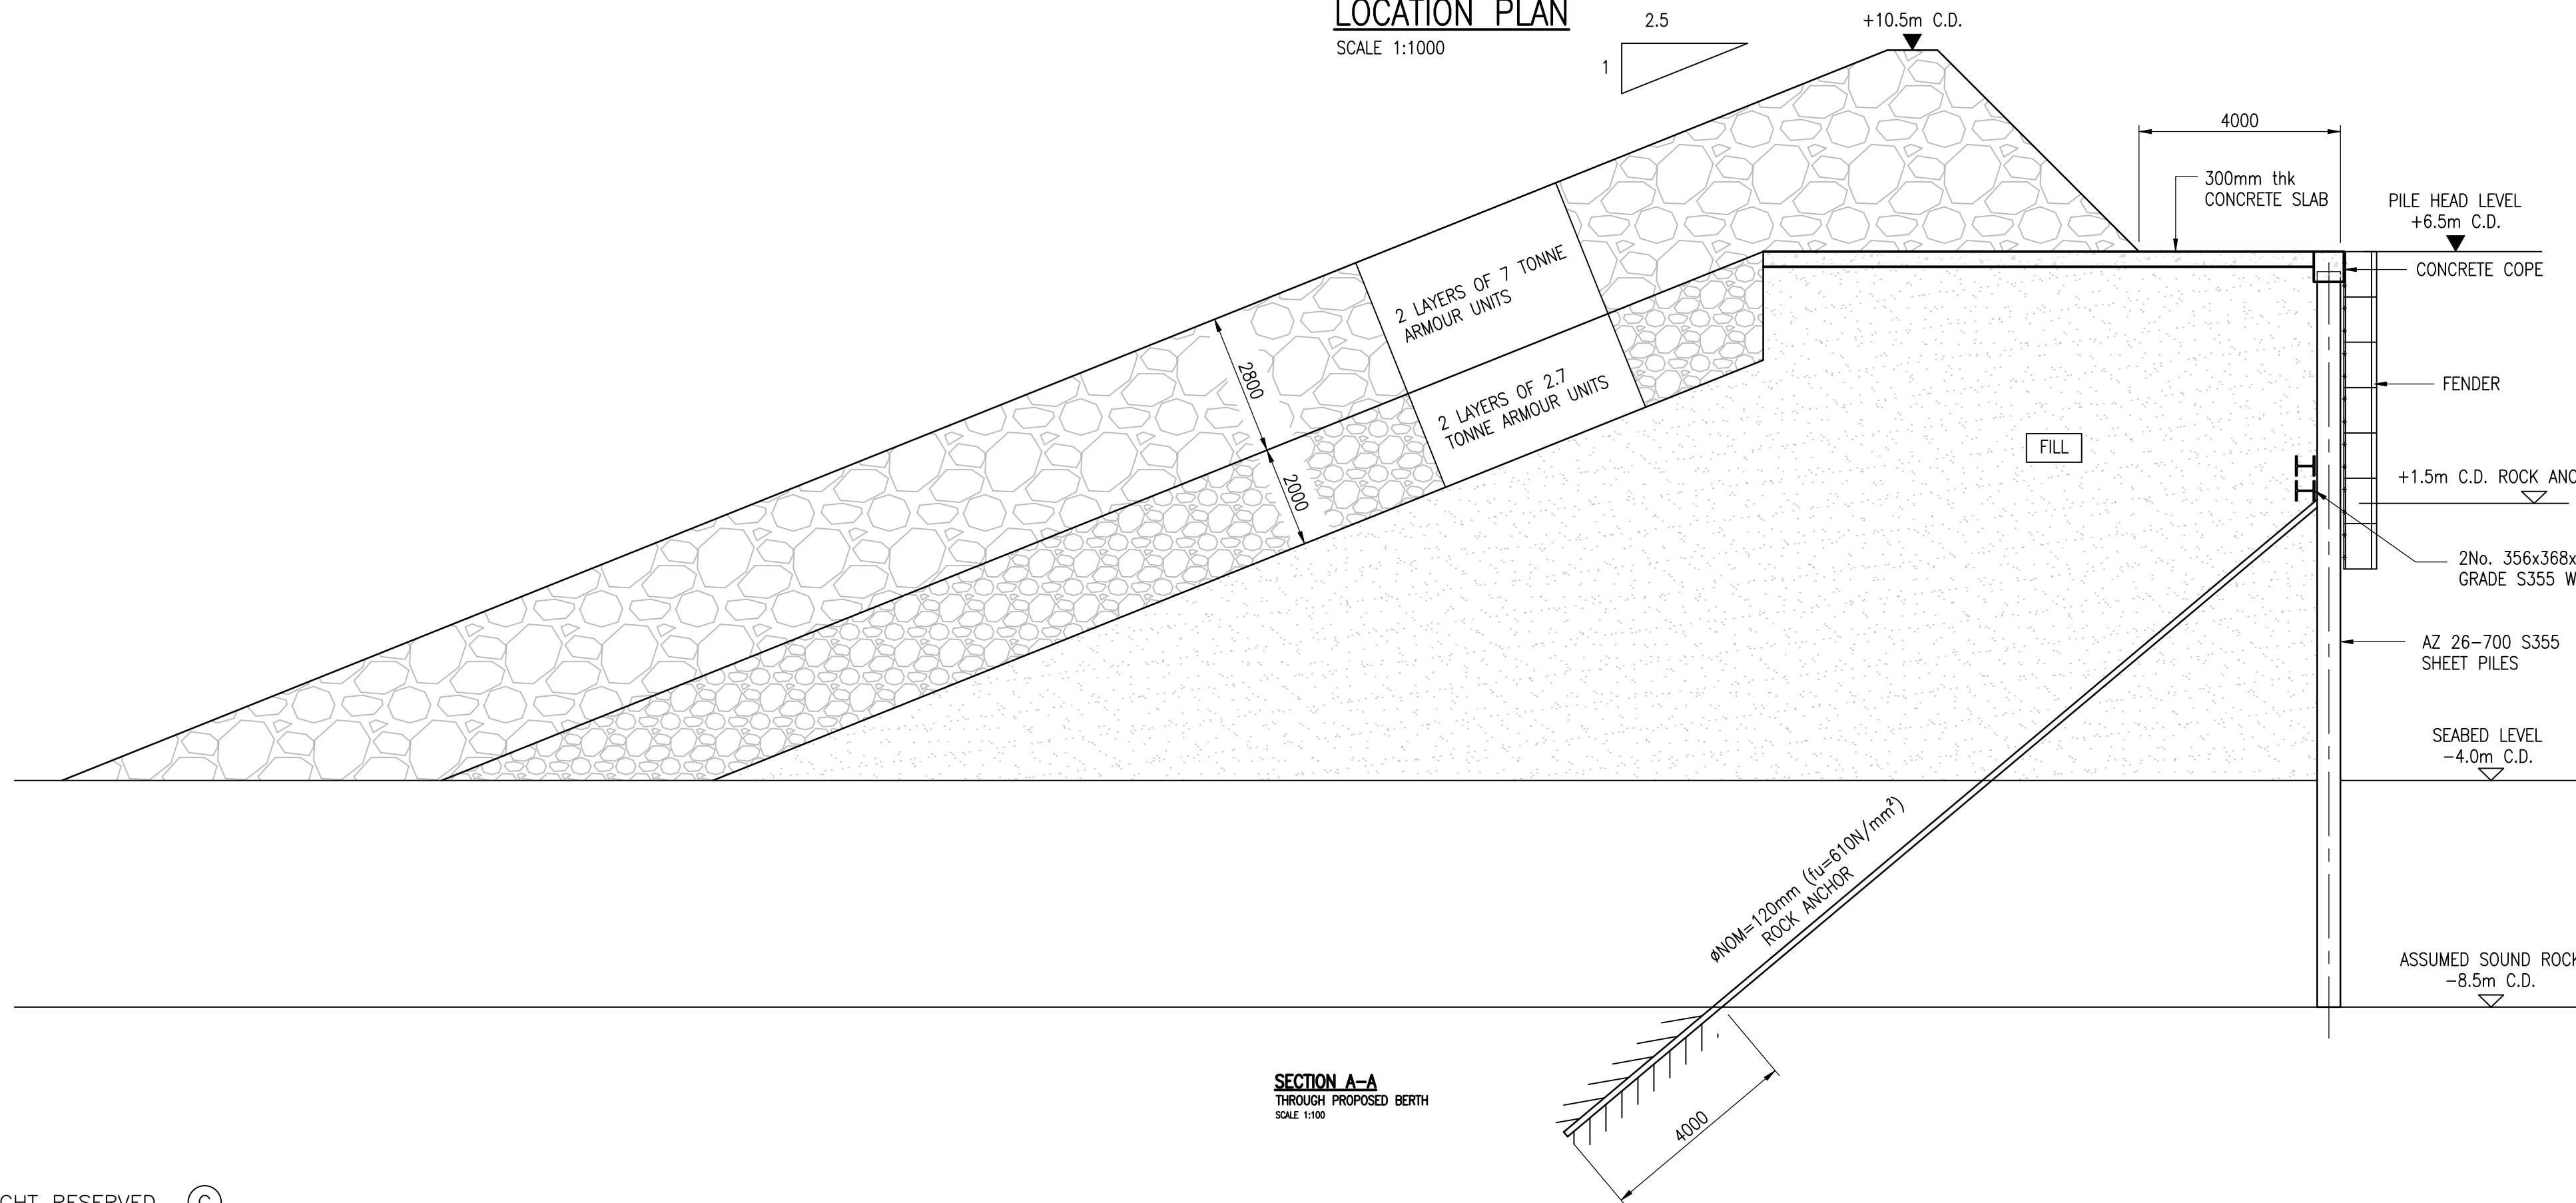 LOCATION PLAN
SCALE 1:1000
2.5
1
+10.5m C.D.
4000
300mm thk
CONCRETE SLAB
PILE HEAD LEVEL
+6.5m C.D.
CONCRETE COPE
2 LAYERS OF 7 TONNE
ARMOUR UNITS
2800
2 LAYERS OF 2.7
TONNE ARMOUR UNITS
2000
FENDER
FILL
+1.5m C.D. ROCK ANC
2No. 356x368x
GRADE S355 W
AZ 26-700 S355
SHEET PILES
SEABED LEVEL
-4.0m C.D.
øNOM=120mm (fu=610N/mm²)
ROCK ANCHOR
ASSUMED SOUND ROCK
-8.5m C.D.
SECTION A-A
THROUGH PROPOSED BERTH
SCALE 1:100
4000
GHT RESERVED C